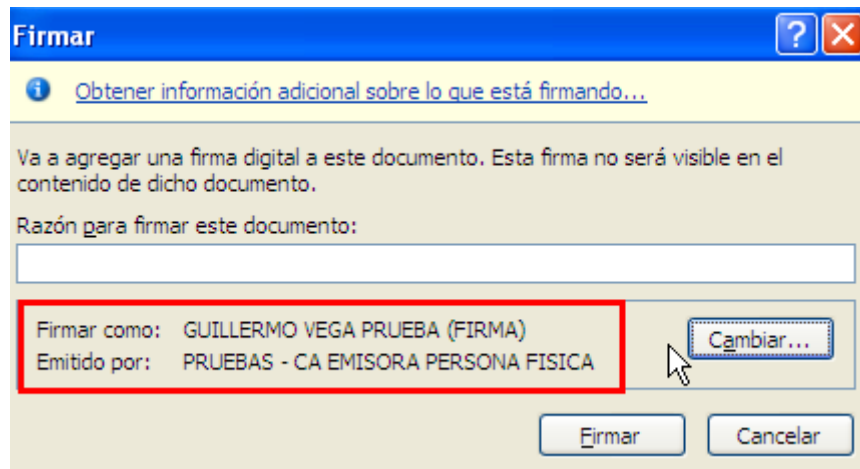 Firmar
Obtener información adicional sobre lo que está firmando...
Va a agregar una firma digital a este documento. Esta firma no será visible en el
contenido de dicho documento.
Razón para firmar este documento:
Firmar como: GUILLERMO VEGA PRUEBA (FIRMA)
Emitido por: PRUEBAS - CA EMISORA PERSONA FISICA
Cambiar...
Firmar Cancelar